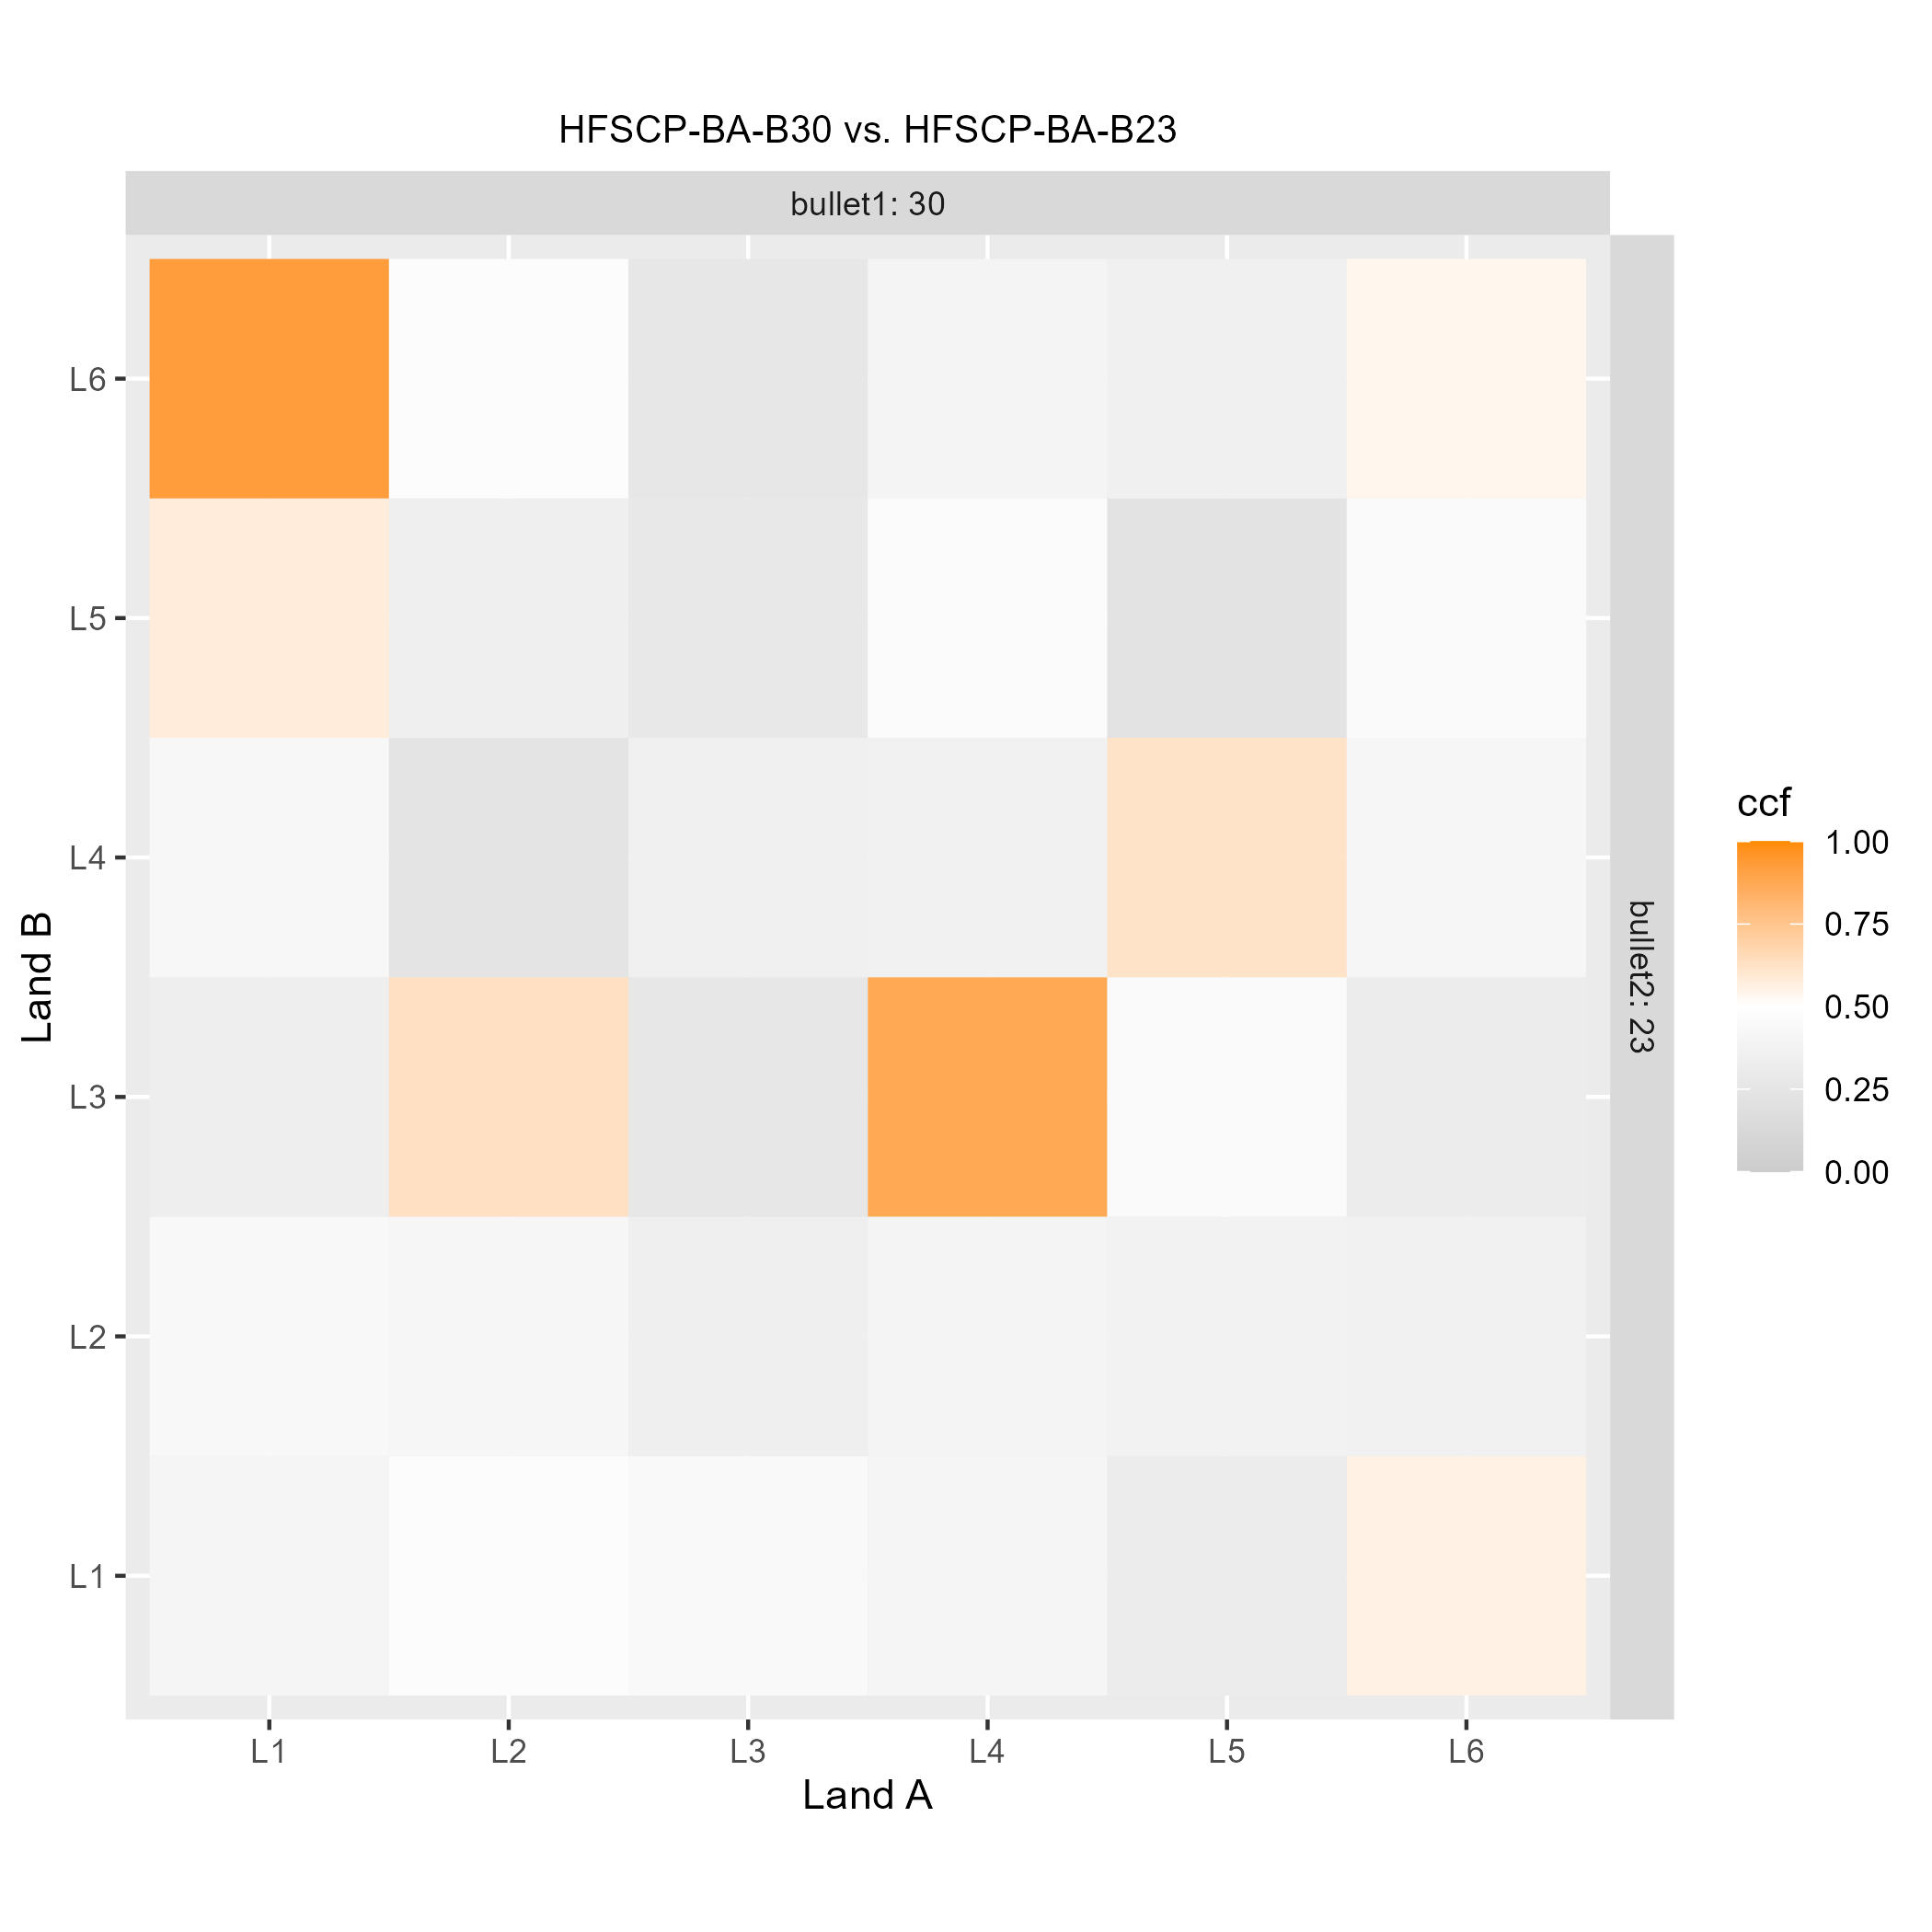 HFSCP-BA-B30 vs. HFSCP-BA-B23
bullet1: 30
L6
L5
L4
L3
L2
L1
Land B
bullet2: 23
L1 L2 L3 L4 L5 L6
Land A
ccf
1.00
0.75
0.50
0.25
0.00